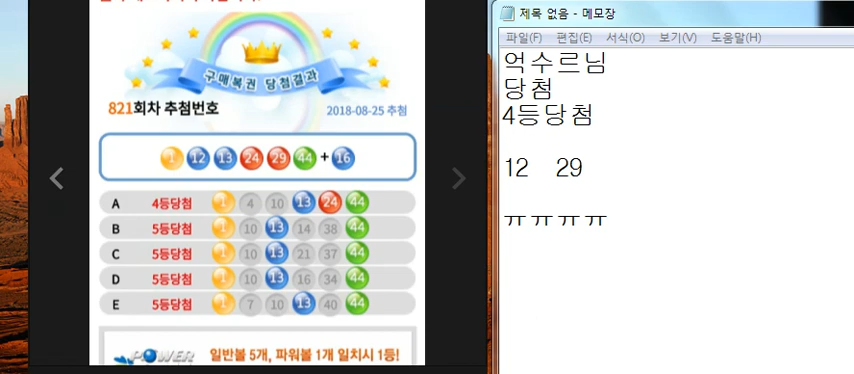 구매복권 당첨결과
821회차 추첨번호 2018-08-25 추첨
1 12 13 24 29 44 + 16
A 4등당첨 1 4 10 13 24 44
B 5등당첨 1 10 13 14 38 44
C 5등당첨 1 10 13 21 37 44
D 5등당첨 1 10 13 16 34 44
E 5등당첨 1 7 10 13 40 44
POWER 일반볼 5개, 파워볼 1개 일치시 1등!
제목 없음 - 메모장
파일(F) 편집(E) 서식(O) 보기(V) 도움말(H)
억수르님
당첨
4등당첨
12 29
ㅠㅠㅠㅠ